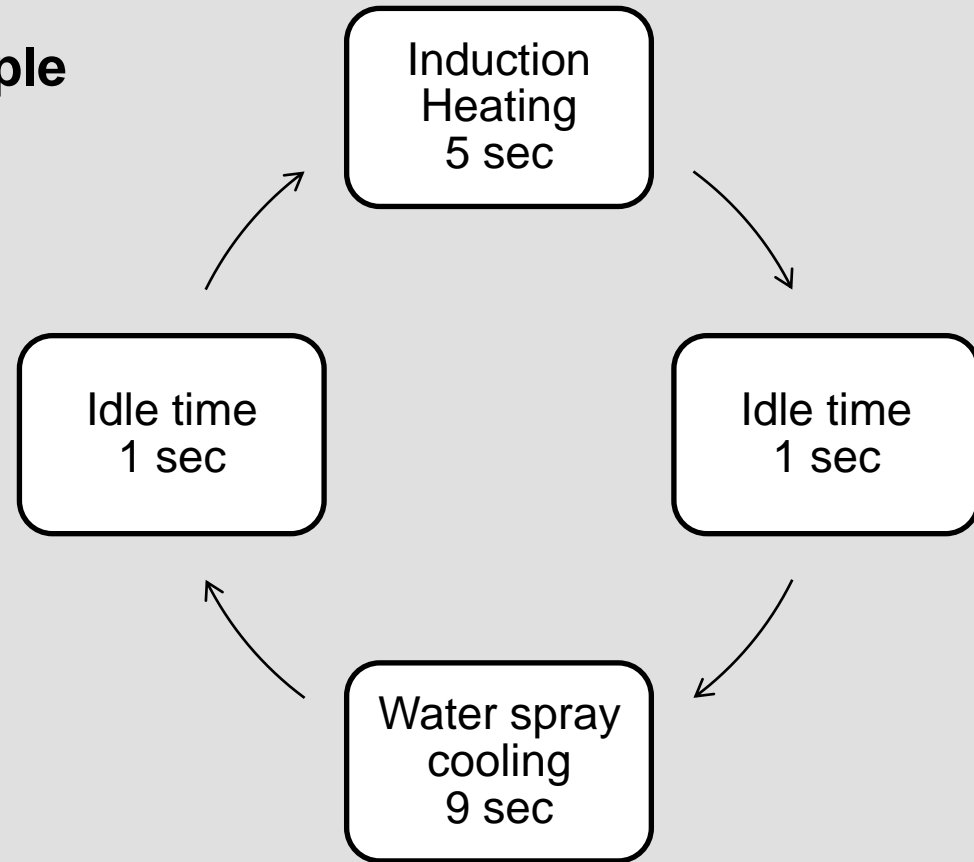 ple
Induction
Heating
5 sec
Idle time
1 sec
Idle time
1 sec
Water spray
cooling
9 sec